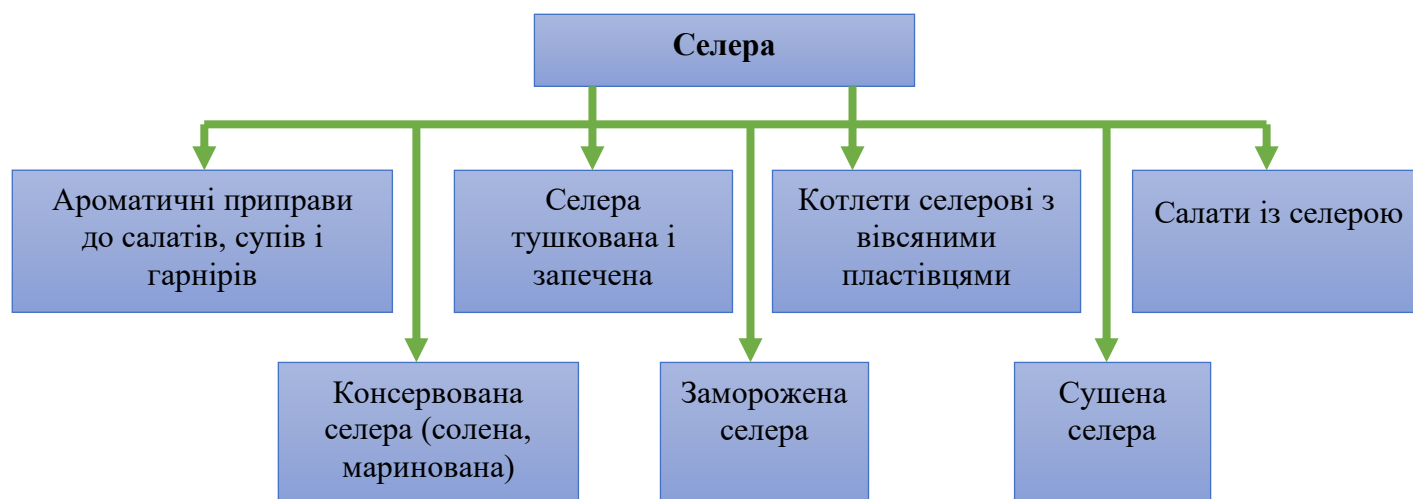 Селера
Ароматичні приправи
до салатів, супів і
гарнірів
Селера
тушкована і
запечена
Котлети селерові з
вівсяними
пластівцями
Салати із селерою
Консервована
селера (солена,
маринована)
Заморожена
селера
Сушена
селера